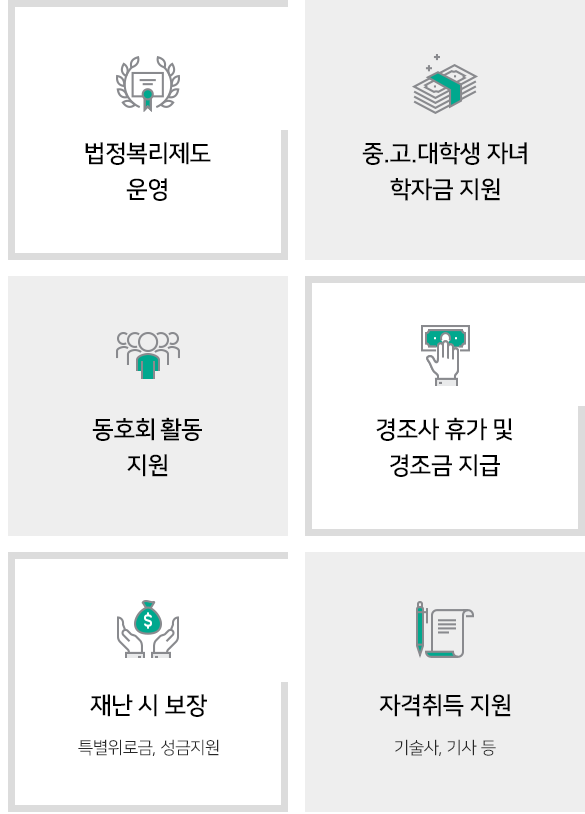 법정복리제도
운영
중.고.대학생 자녀
학자금 지원
동호회 활동
지원
경조사 휴가 및
경조금 지급
$
재난 시 보장
특별위로금, 성금지원
자격취득 지원
기술사, 기사 등